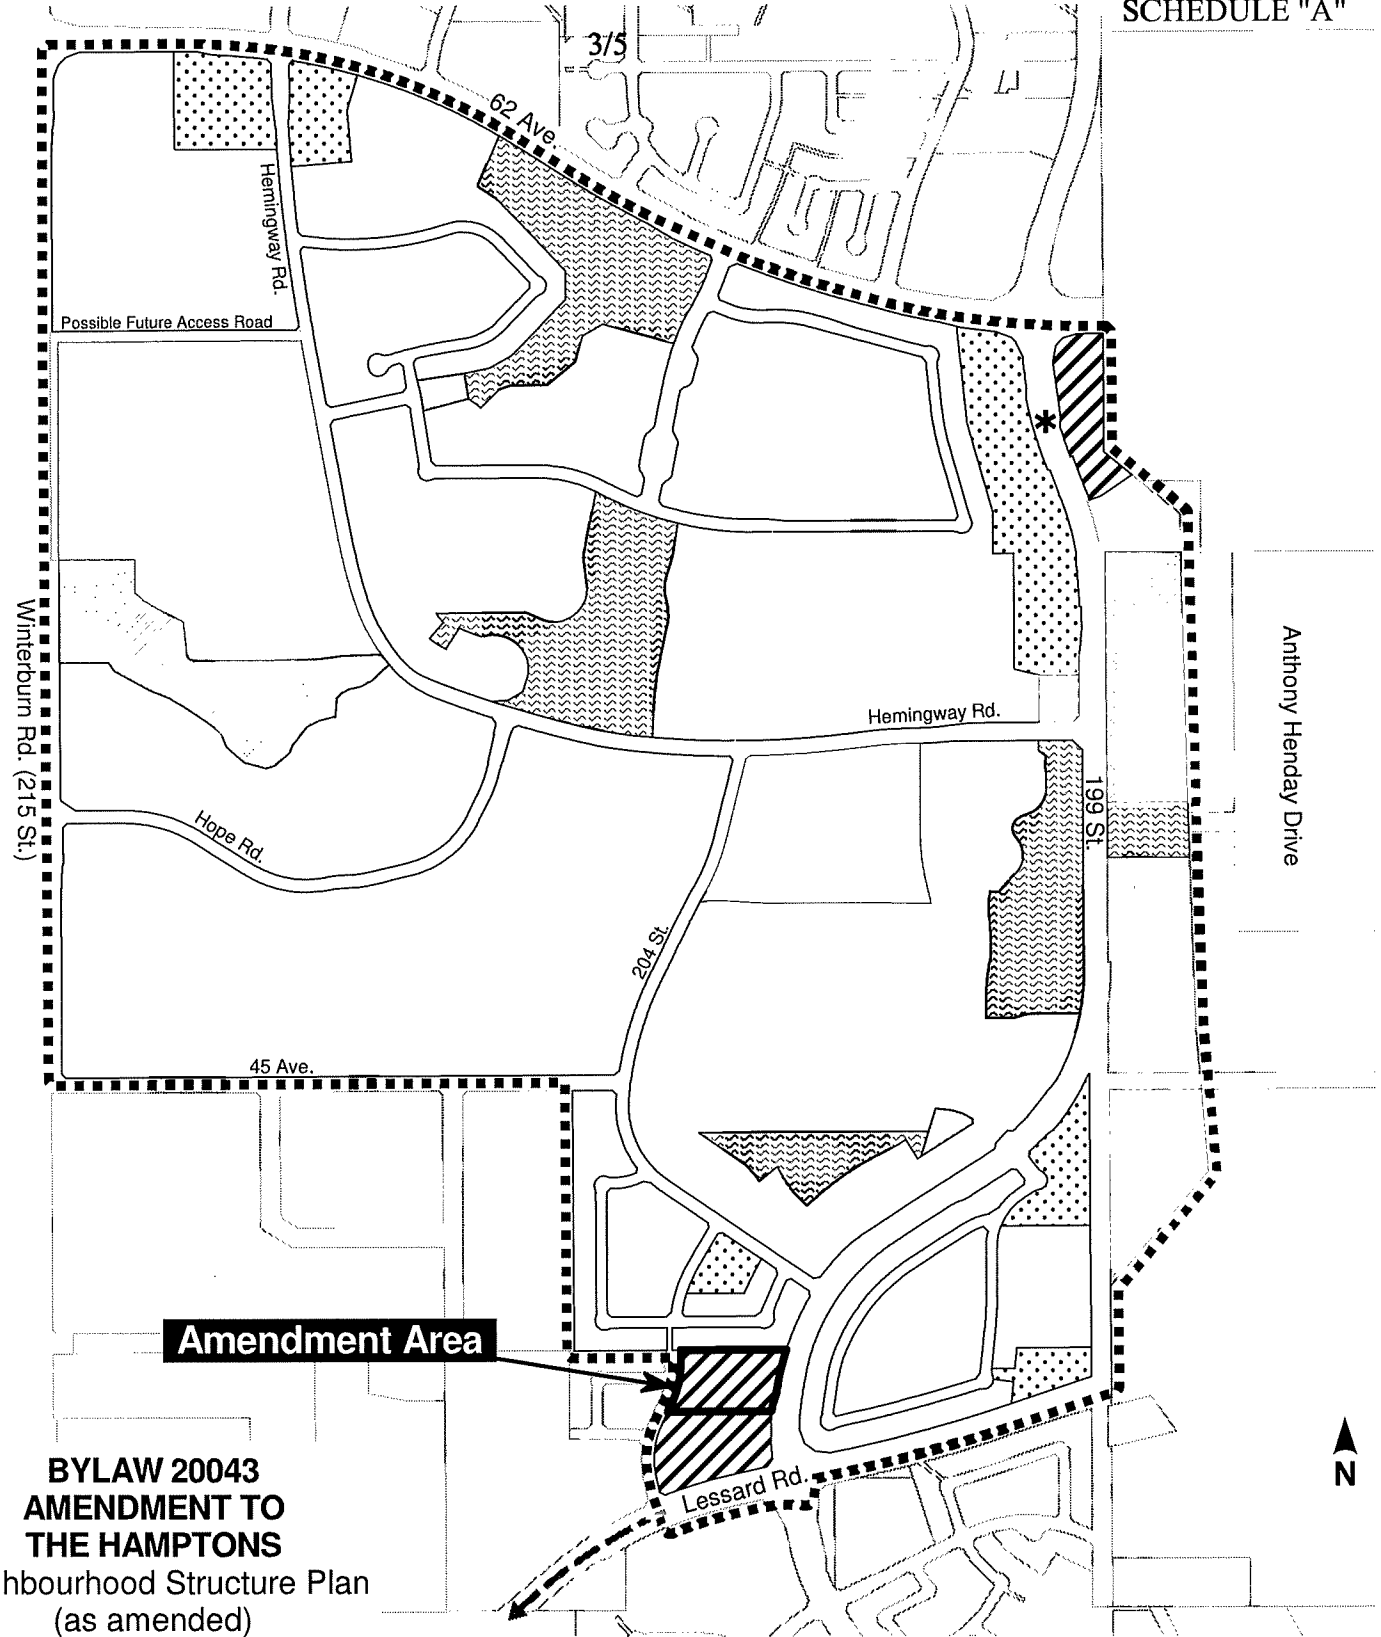 SCHEDULE "A"
3/5
62 Ave.
Hemingway Rd.
Possible Future Access Road
*
Winterburn Rd. (215 St.)
Anthony Henday Drive
Hemingway Rd.
199 St.
Hope Rd.
204 St.
45 Ave.
Amendment Area
Lessard Rd.
N
BYLAW 20043
AMENDMENT TO
THE HAMPTONS
hbourhood Structure Plan
(as amended)